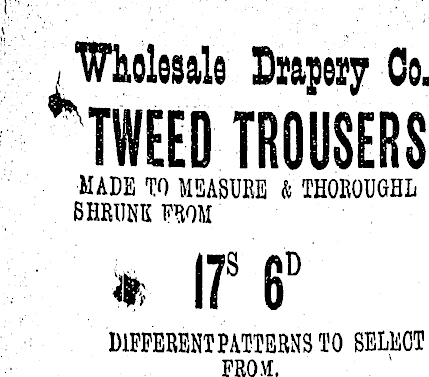 Wholesale Drapery Co.
TWEED TROUSERS
MADE TO MEASURE & THOROUGHL
SHRUNK FROM
17S 6D
DIFFERENT PATTERNS TO SELECT
FROM.